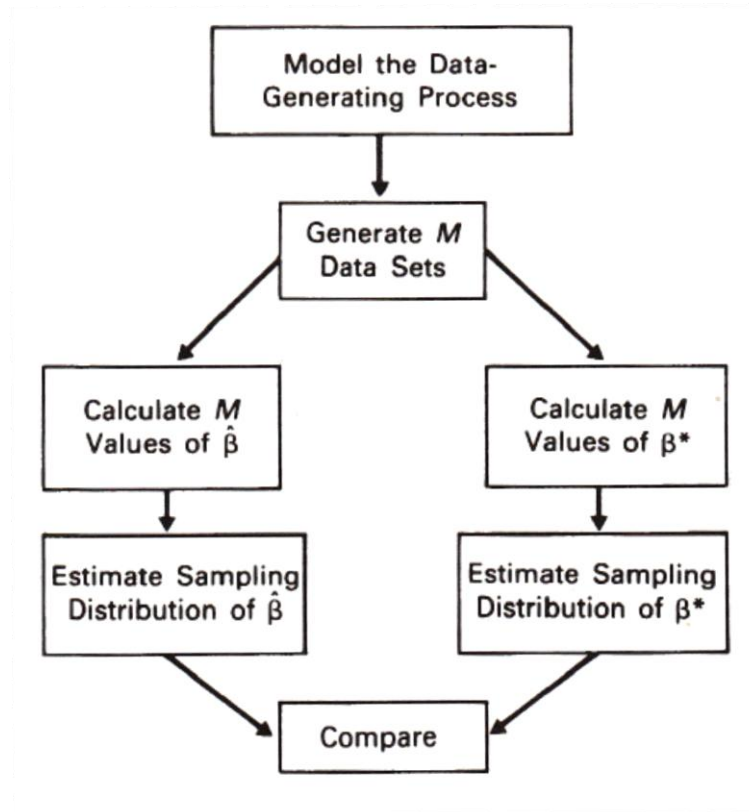 Model the Data-
Generating Process
Generate M
Data Sets
Calculate M
Values of β̂
Calculate M
Values of β*
Estimate Sampling
Distribution of β̂
Estimate Sampling
Distribution of β*
Compare